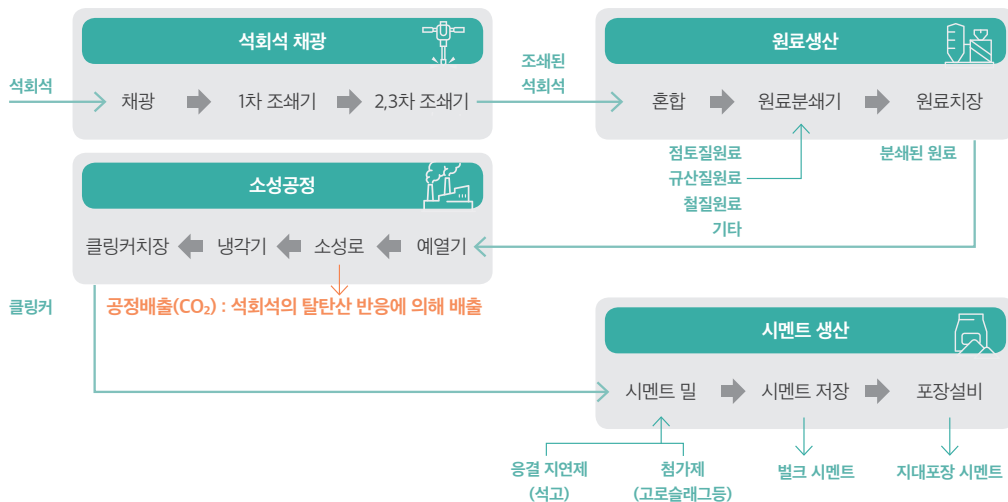 석회석 채광
석회석
채광
1차 조쇄기
2,3차 조쇄기
조쇄된
석회석
원료생산
혼합
원료분쇄기
원료치장
점토질원료
규산질원료
철질원료
기타
분쇄된 원료
소성공정
클링커치장
냉각기
소성로
예열기
클링커
공정배출(CO₂) : 석회석의 탈탄산 반응에 의해 배출
시멘트 생산
시멘트 밀
시멘트 저장
포장설비
응결 지연제
(석고)
첨가제
(고로슬래그등)
벌크 시멘트
지대포장 시멘트